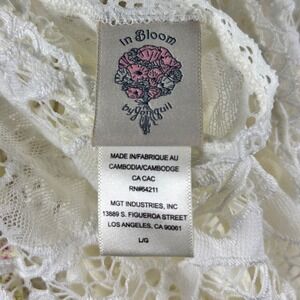 in Bloom
by Jonquil
MADE IN/FABRIQUE AU
CAMBODIA/CAMBODGE
CA CAC
RN#64211
MGT INDUSTRIES, INC
13889 S. FIGUEROA STREET
LOS ANGELES, CA 90061
L/G